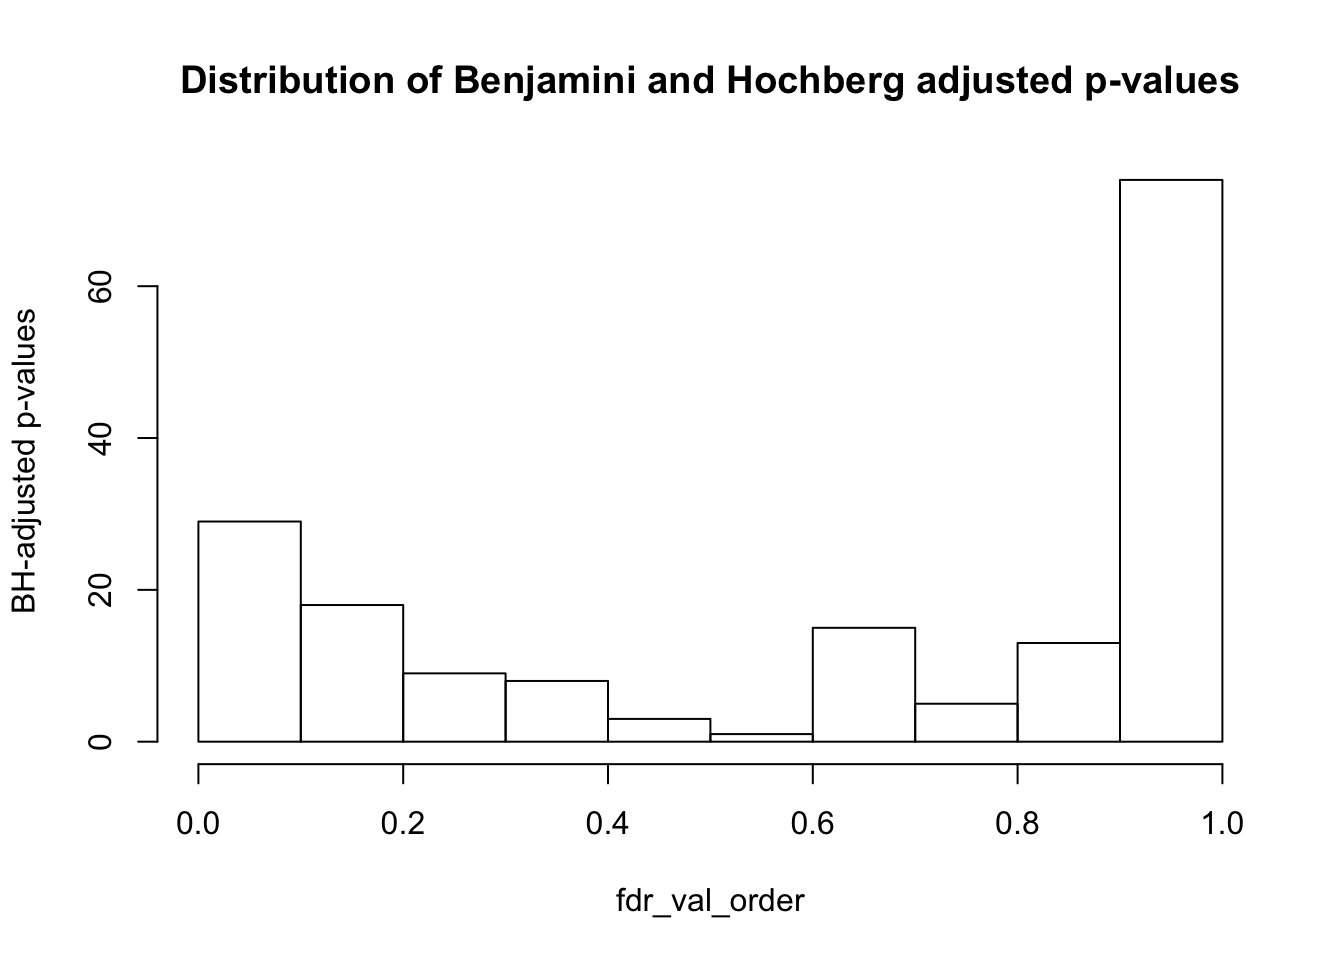 Distribution of Benjamini and Hochberg adjusted p-values
BH-adjusted p-values
60
40
20
0
0.0 0.2 0.4 0.6 0.8 1.0
fdr_val_order